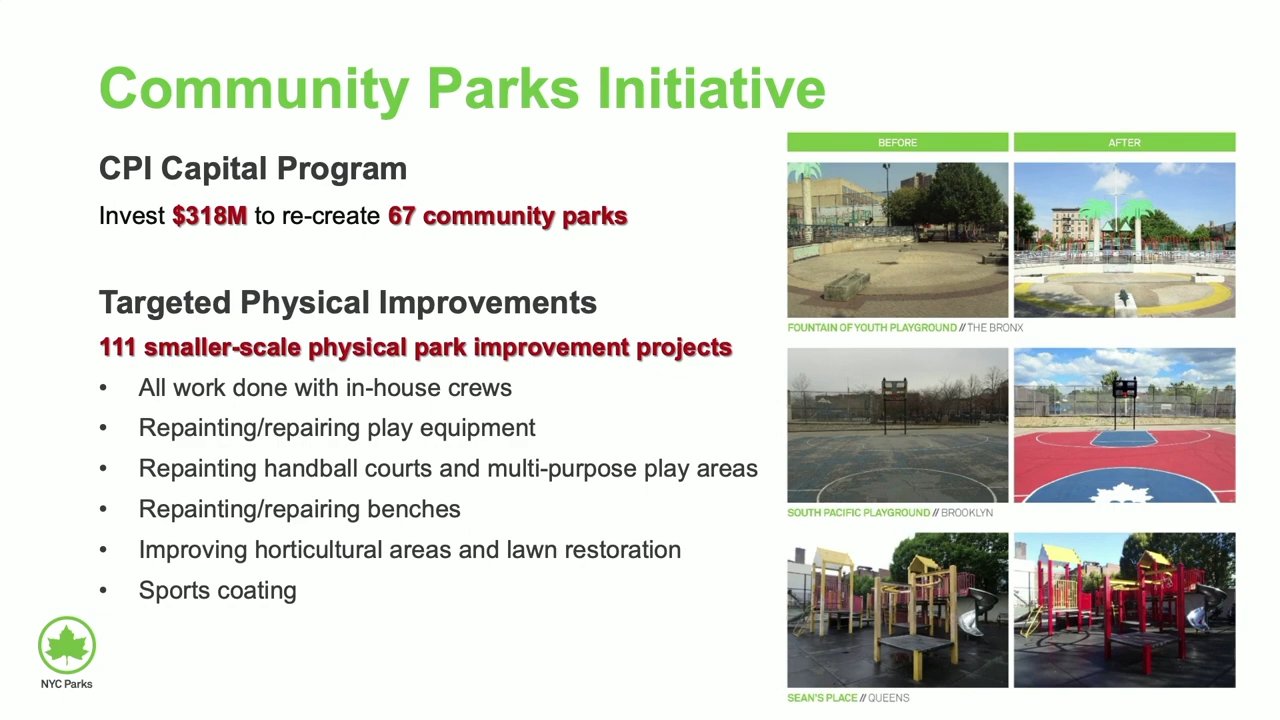 Community Parks Initiative
CPI Capital Program
Invest $318M to re-create 67 community parks
Targeted Physical Improvements
111 smaller-scale physical park improvement projects
• All work done with in-house crews
• Repainting/repairing play equipment
• Repainting handball courts and multi-purpose play areas
• Repainting/repairing benches
• Improving horticultural areas and lawn restoration
• Sports coating
NYC Parks
BEFORE AFTER
FOUNTAIN OF YOUTH PLAYGROUND // THE BRONX
SOUTH PACIFIC PLAYGROUND // BROOKLYN
SEAN'S PLACE // QUEENS